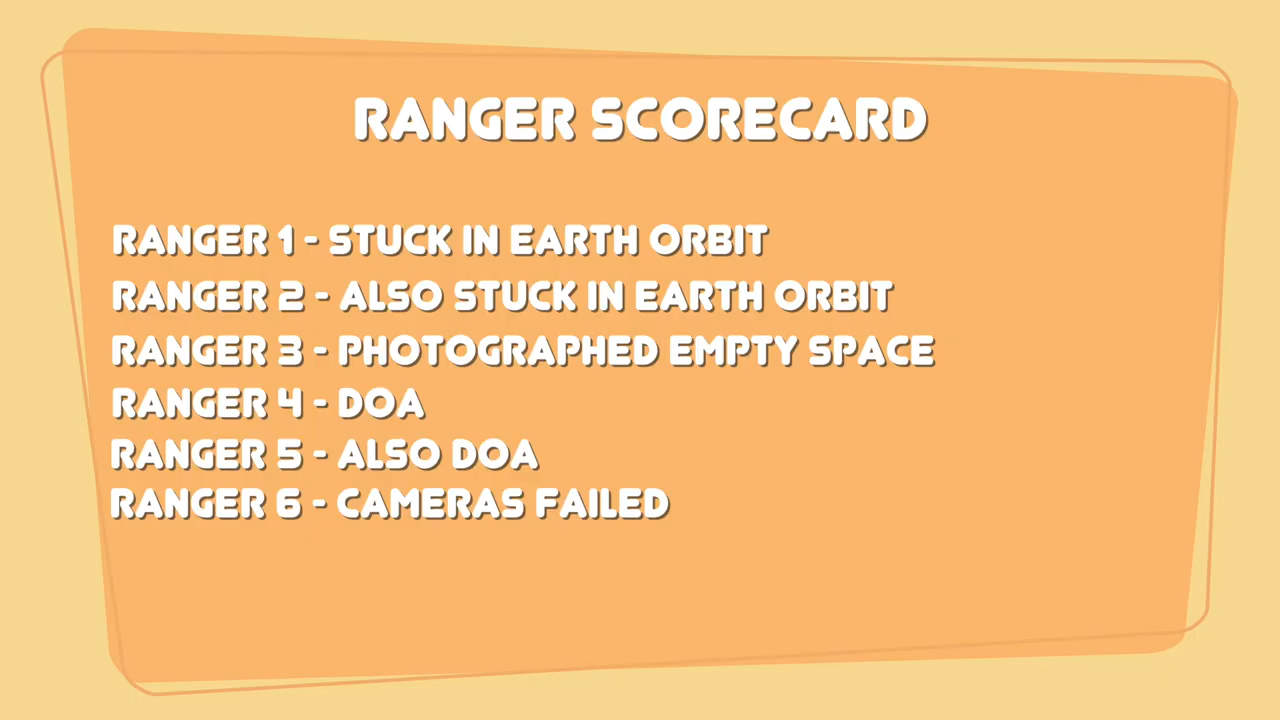 RANGER SCORECARD
RANGER 1 - STUCK IN EARTH ORBIT
RANGER 2 - ALSO STUCK IN EARTH ORBIT
RANGER 3 - PHOTOGRAPHED EMPTY SPACE
RANGER 4 - DOA
RANGER 5 - ALSO DOA
RANGER 6 - CAMERAS FAILED